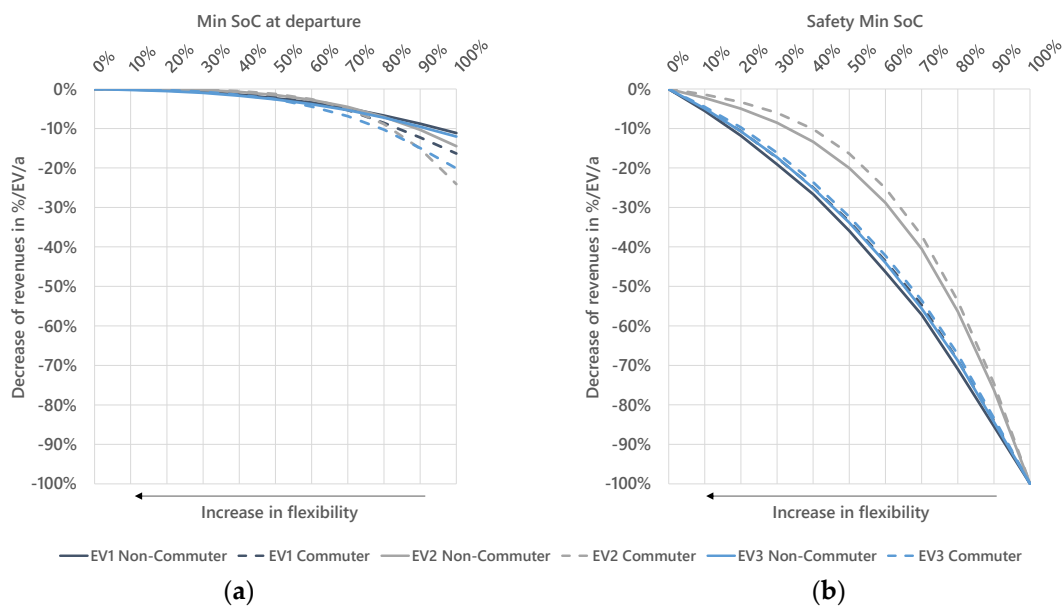 Min SoC at departure
0% 10% 20% 30% 40% 50% 60% 70% 80% 90% 100%
0%
-10%
-20%
-30%
-40%
-50%
-60%
-70%
-80%
-90%
-100%
Decrease of revenues in %/EV/a
Increase in flexibility
Safety Min SoC
0% 10% 20% 30% 40% 50% 60% 70% 80% 90% 100%
0%
-10%
-20%
-30%
-40%
-50%
-60%
-70%
-80%
-90%
-100%
Decrease of revenues in %/EV/a
Increase in flexibility
EV1 Non-Commuter EV1 Commuter EV2 Non-Commuter EV2 Commuter EV3 Non-Commuter EV3 Commuter
(a) (b)